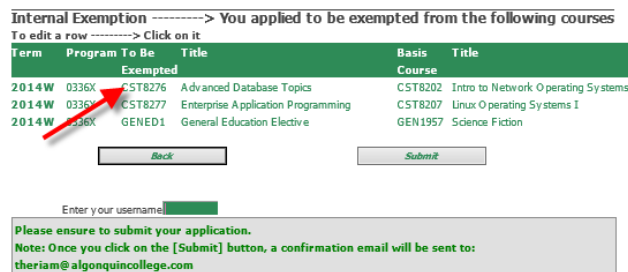 Internal Exemption ---------> You applied to be exempted from the following courses
To edit a row ---------> Click on it
Term Program To Be Title Basis Title
Exempted Course
2014W 0336X CST8276 Advanced Database Topics CST8202 Intro to Network Operating Systems
2014W 0336X CST8277 Enterprise Application Programming CST8207 Linux Operating Systems I
2014W 0336X GENED1 General Education Elective GEN1957 Science Fiction
Back Submit
Enter your username
Please ensure to submit your application.
Note: Once you click on the [Submit] button, a confirmation email will be sent to:
theriam@algonquincollege.com